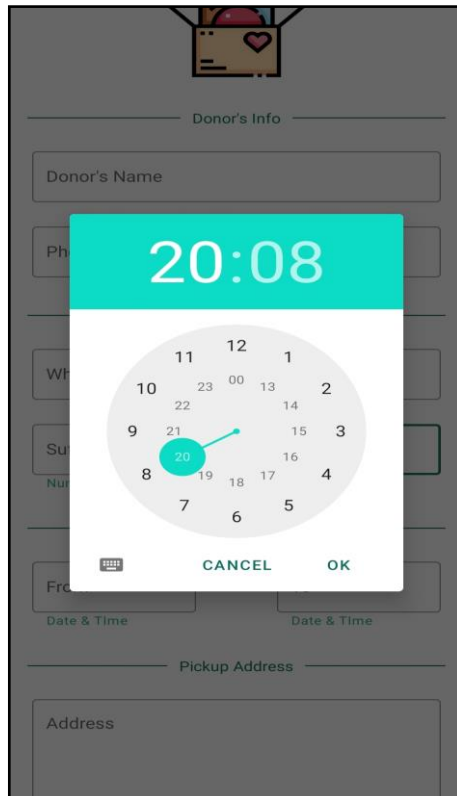 Donor's Info
Donor's Name
20:08
12
11 1
23 00 13
10 2
22 14
9 21 15 3
20 16
8 19 18 17 4
7 5
6
CANCEL OK
Date & TIme Date & TIme
Pickup Address
Address